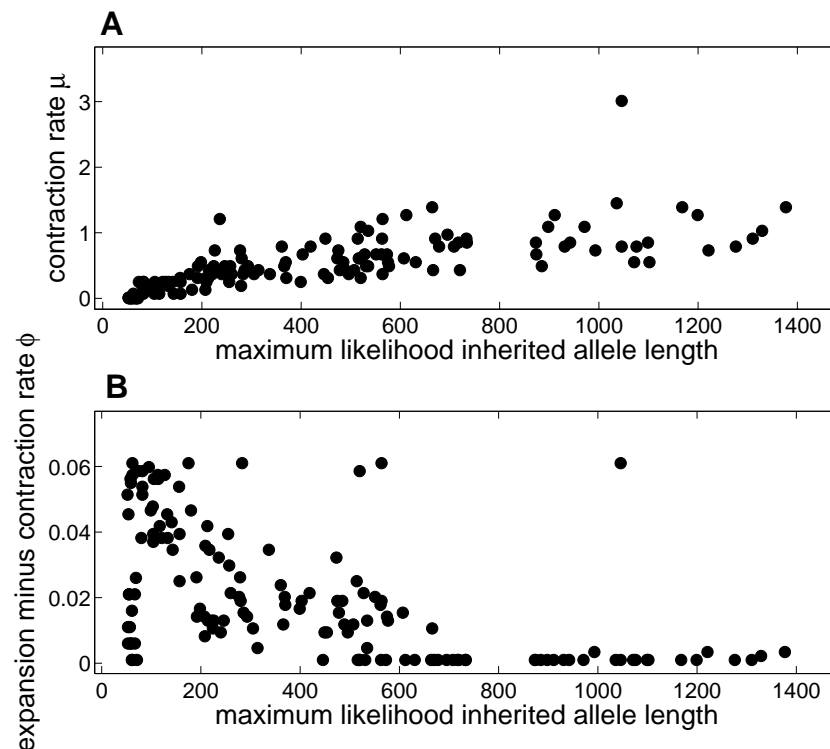 A
contraction rate μ
3
2
1
0
0 200 400 600 800 1000 1200 1400
maximum likelihood inherited allele length
B
expansion minus contraction rate ϕ
0.06
0.04
0.02
0
0 200 400 600 800 1000 1200 1400
maximum likelihood inherited allele length